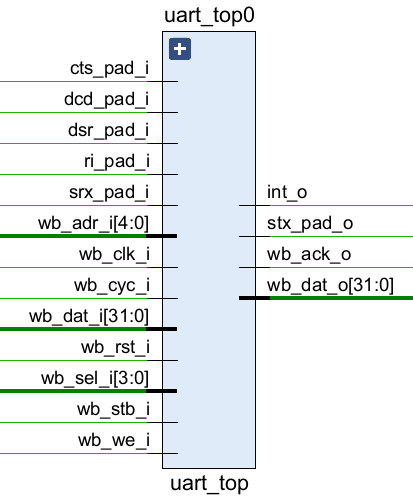 uart_top0
cts_pad_i
dcd_pad_i
dsr_pad_i
ri_pad_i
srx_pad_i
wb_adr_i[4:0]
wb_clk_i
wb_cyc_i
wb_dat_i[31:0]
wb_rst_i
wb_sel_i[3:0]
wb_stb_i
wb_we_i
int_o
stx_pad_o
wb_ack_o
wb_dat_o[31:0]
uart_top